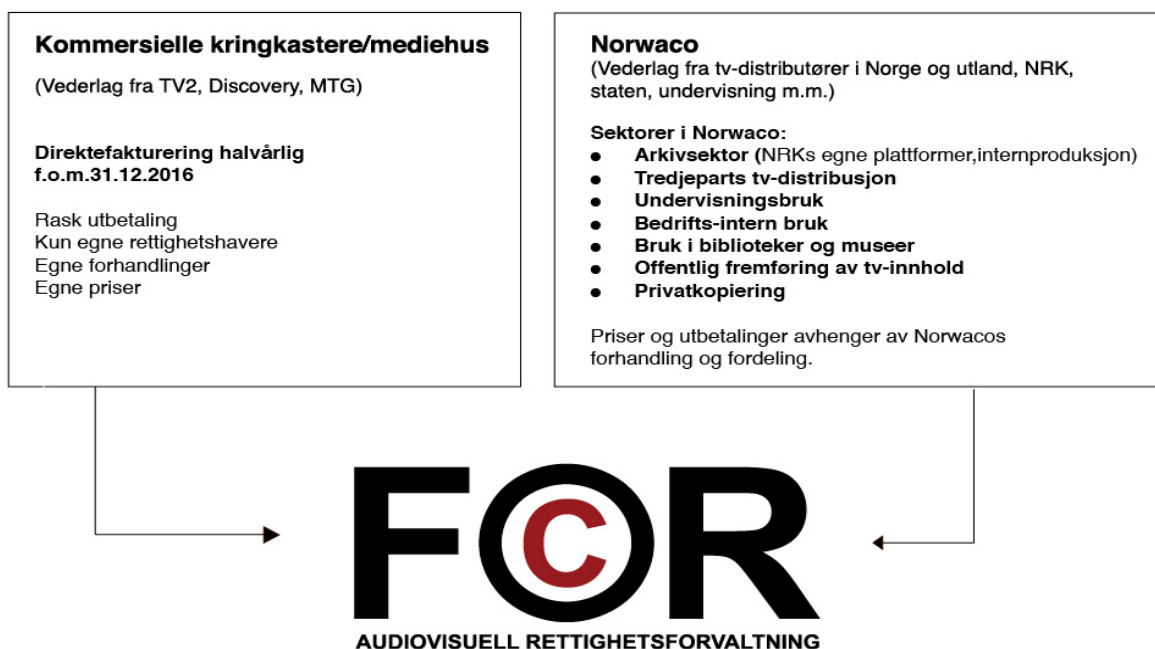 Kommersielle kringkastere/mediehus
(Vederlag fra TV2, Discovery, MTG)
Direktefakturering halvårlig
f.o.m.31.12.2016
Rask utbetaling
Kun egne rettighetshavere
Egne forhandlinger
Egne priser
Norwaco
(Vederlag fra tv-distributører i Norge og utland, NRK,
staten, undervisning m.m.)
Sektorer i Norwaco:
● Arkivsektor (NRKs egne plattformer,internproduksjon)
● Tredjeparts tv-distribusjon
● Undervisningsbruk
● Bedrifts-intern bruk
● Bruk i biblioteker og museer
● Offentlig fremføring av tv-innhold
● Privatkopiering
Priser og utbetalinger avhenger av Norwacos
forhandling og fordeling.
F©R
AUDIOVISUELL RETTIGHETSFORVALTNING